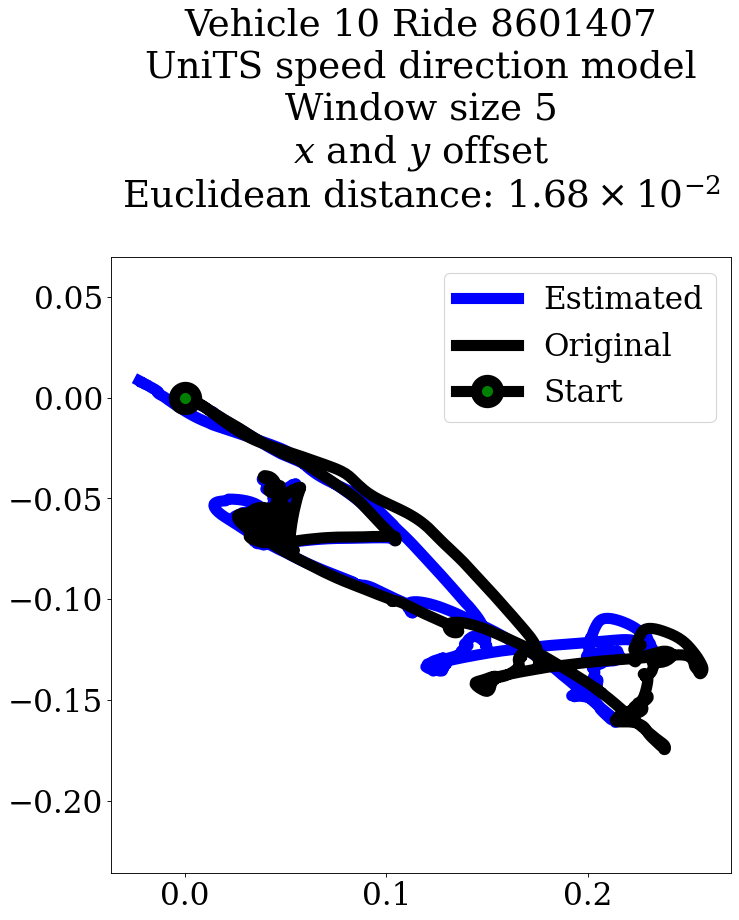 Vehicle 10 Ride 8601407
UniTS speed direction model
Window size 5
x and y offset
Euclidean distance: 1.68 × 10⁻²
Estimated
Original
Start
0.05
0.00
−0.05
−0.10
−0.15
−0.20
0.0 0.1 0.2